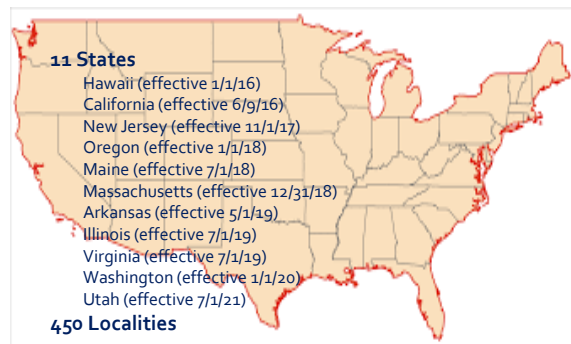 11 States
Hawaii (effective 1/1/16)
California (effective 6/9/16)
New Jersey (effective 11/1/17)
Oregon (effective 1/1/18)
Maine (effective 7/1/18)
Massachusetts (effective 12/31/18)
Arkansas (effective 5/1/19)
Illinois (effective 7/1/19)
Virginia (effective 7/1/19)
Washington (effective 1/1/20)
Utah (effective 7/1/21)
450 Localities